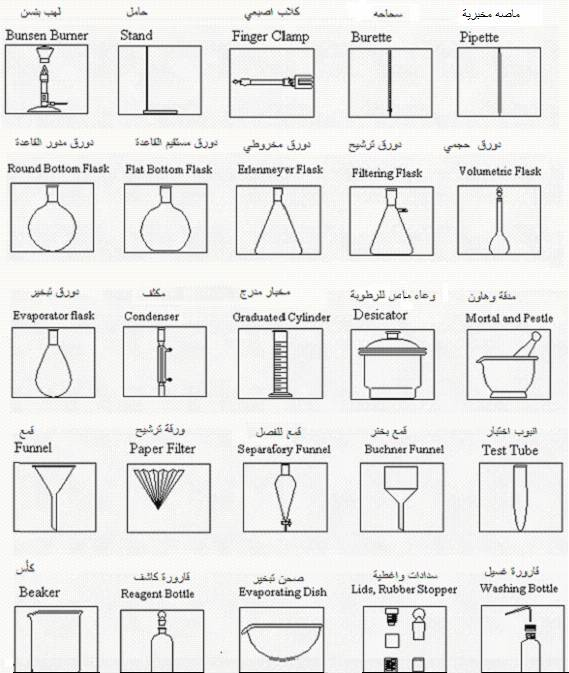 لهب بنسن
Bunsen Burner
حامل
Stand
كلاب اصبعي
Finger Clamp
سحاحه
Burette
ماصه مخبرية
Pipette
دورق مدور القاعدة
Round Bottom Flask
دورق مستقيم القاعدة
Flat Bottom Flask
دورق مخروطي
Erlenmeyer Flask
دورق ترشيح
Filtering Flask
دورق حجمي
Volumetric Flask
دورق تبخير
Evaporator flask
مكثف
Condenser
مخبار مدرج
Graduated Cylinder
وعاء ماص للرطوبة
Desicator
مدقة وهاون
Mortal and Pestle
قمع
Funnel
ورقة ترشيح
Paper Filter
قمع للفصل
Separafory Funnel
قمع بخنر
Buchner Funnel
انبوب اختبار
Test Tube
كأس
Beaker
قارورة كاشف
Reagent Bottle
صحن تبخير
Evaporating Dish
سدادات واغطية
Lids, Rubber Stopper
قارورة غسيل
Washing Bottle